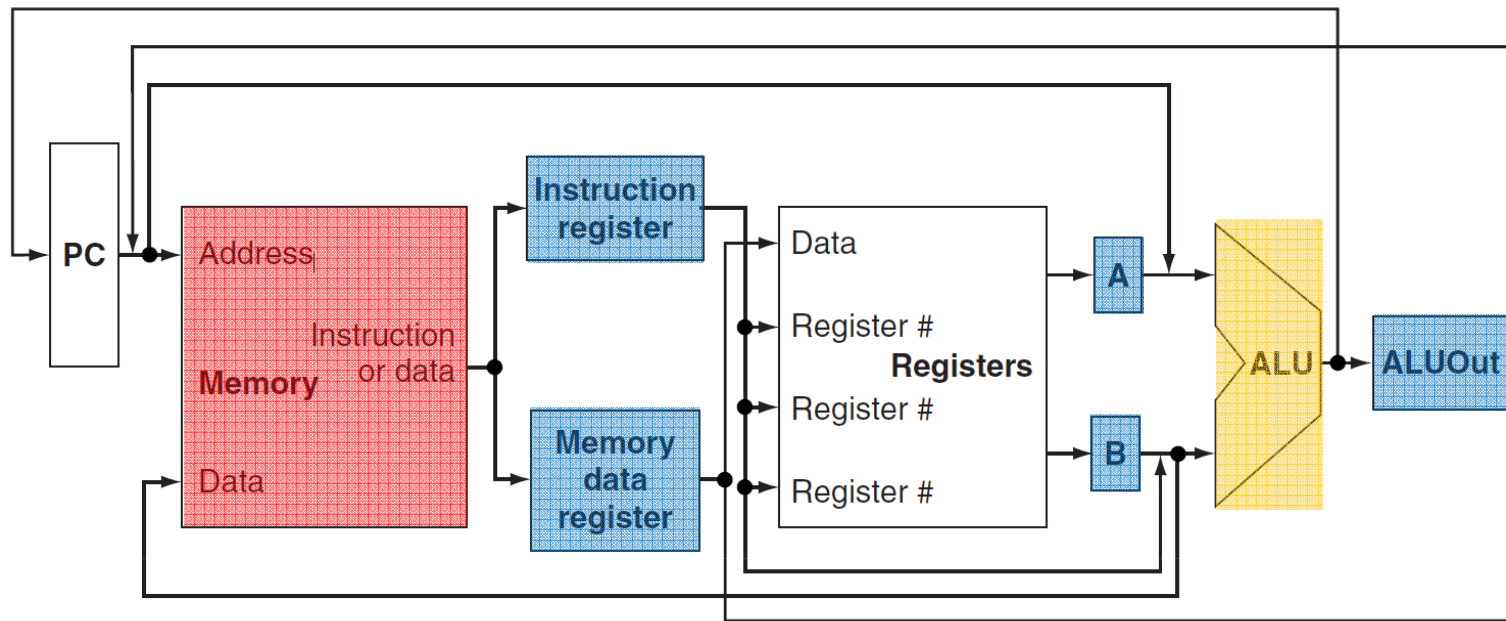 PC
Address
Instruction
or data
Memory
Data
Instruction
register
Memory
data
register
Data
Register #
Registers
Register #
Register #
A
B
ALU
ALUOut